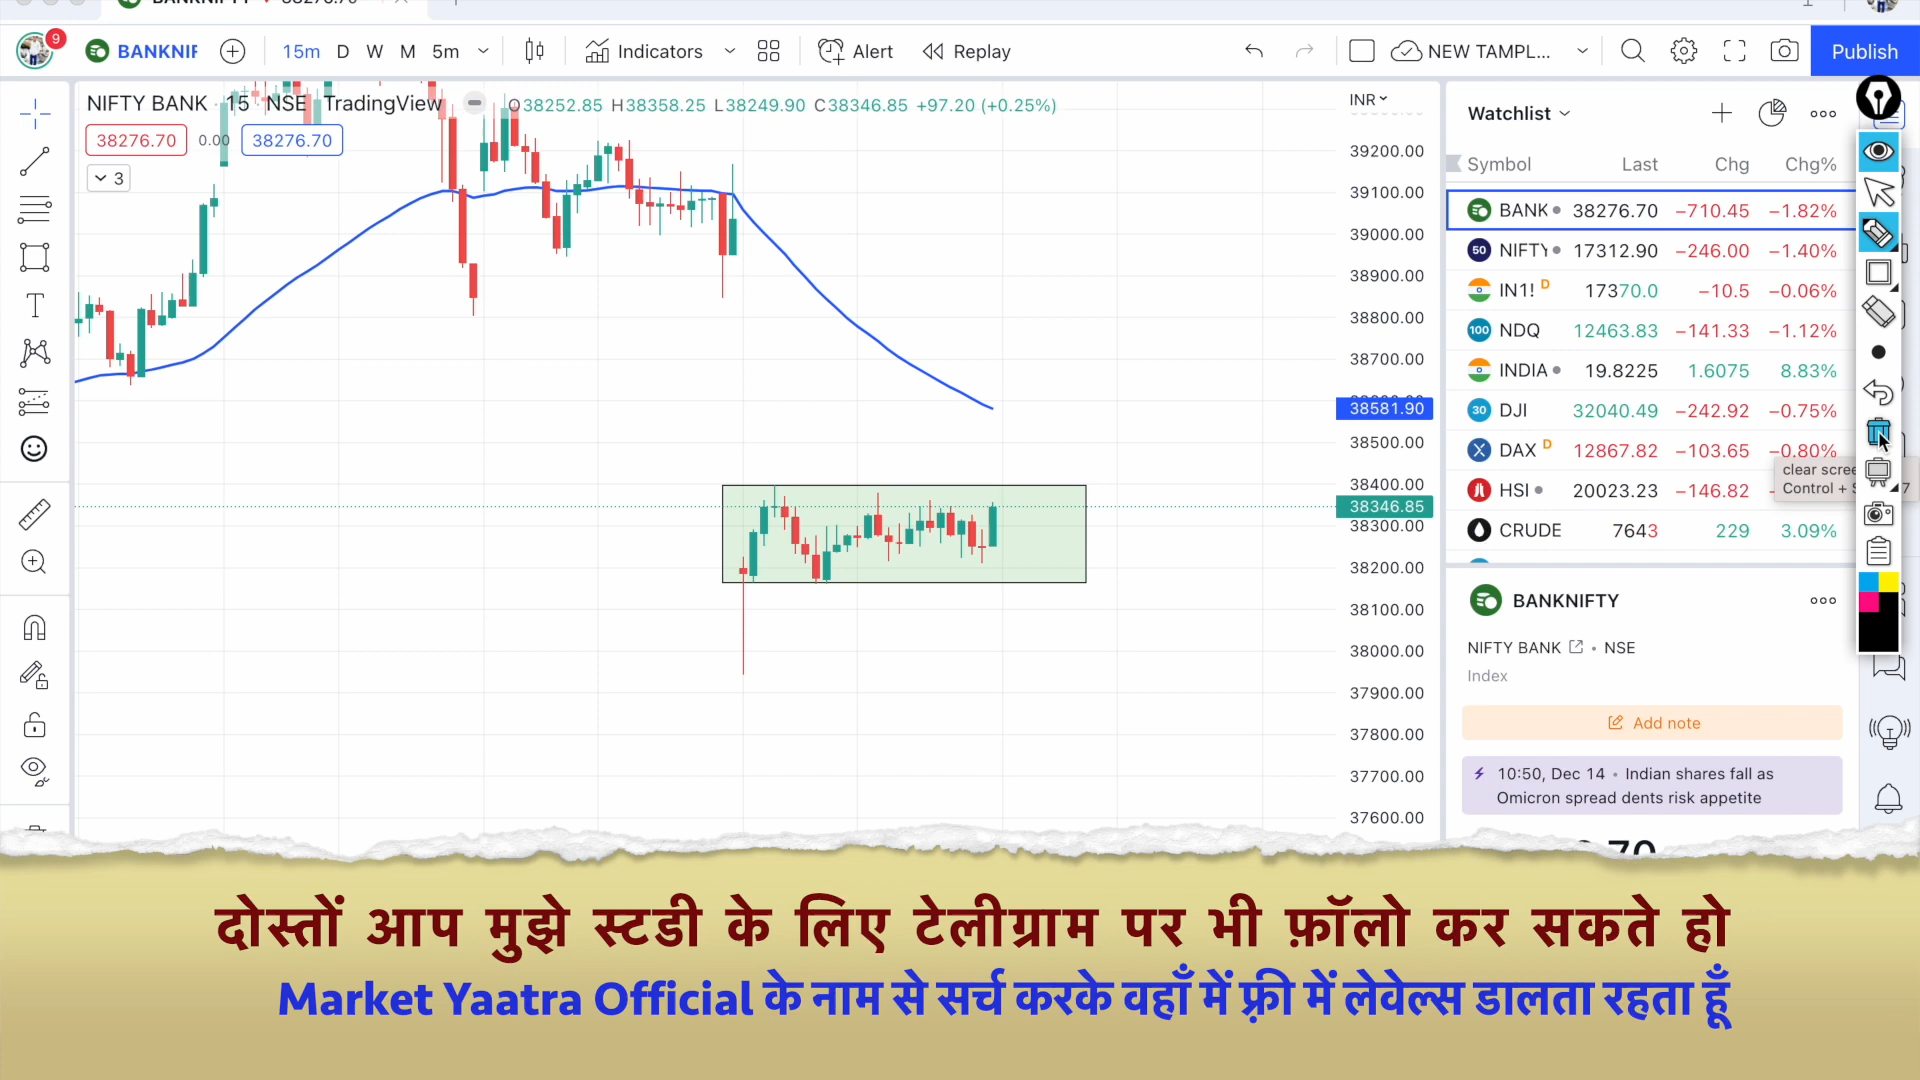 BANKNIF
15m D W M 5m
Indicators
Alert
Replay
NEW TAMPL...
Publish
9
NIFTY BANK 15 NSE TradingView
O38252.85 H38358.25 L38249.90 C38346.85 +97.20 (+0.25%)
38276.70 0.00 38276.70
3
INR
39200.00
39100.00
39000.00
38900.00
38800.00
38700.00
38581.90
38500.00
38400.00
38346.85
38300.00
38200.00
38100.00
38000.00
37900.00
37800.00
37700.00
37600.00
Watchlist
Symbol Last Chg Chg%
BANK 38276.70 −710.45 −1.82%
NIFTY 17312.90 −246.00 −1.40%
IN1! D 17370.0 −10.5 −0.06%
NDQ 12463.83 −141.33 −1.12%
INDIA 19.8225 1.6075 8.83%
DJI 32040.49 −242.92 −0.75%
DAX D 12867.82 −103.65 −0.80%
HSI 20023.23 −146.82
CRUDE 7643 229 3.09%
clear scree
Control +
BANKNIFTY
NIFTY BANK • NSE
Index
Add note
10:50, Dec 14 • Indian shares fall as
Omicron spread dents risk appetite
दोस्तों आप मुझे स्टडी के लिए टेलीग्राम पर भी फ़ॉलो कर सकते हो
Market Yaatra Official के नाम से सर्च करके वहाँ में फ़्री में लेवेल्स डालता रहता हूँ